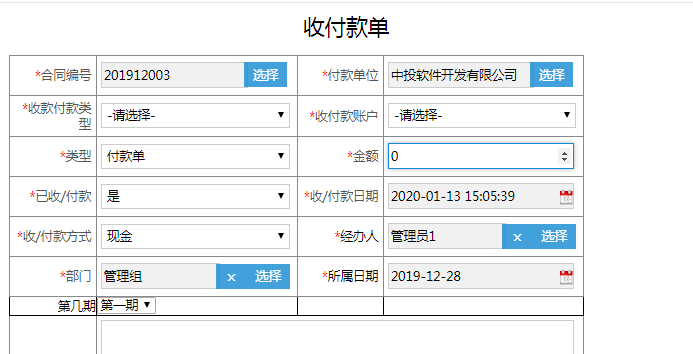 收付款单
*合同编号 201912003 选择 *付款单位 中投软件开发有限公司 选择
*收款付款类型 -请选择- *收付款账户 -请选择-
*类型 付款单 *金额 0
*已收/付款 是 *收/付款日期 2020-01-13 15:05:39
*收/付款方式 现金 *经办人 管理员1 × 选择
*部门 管理组 × 选择 *所属日期 2019-12-28
第几期 第一期